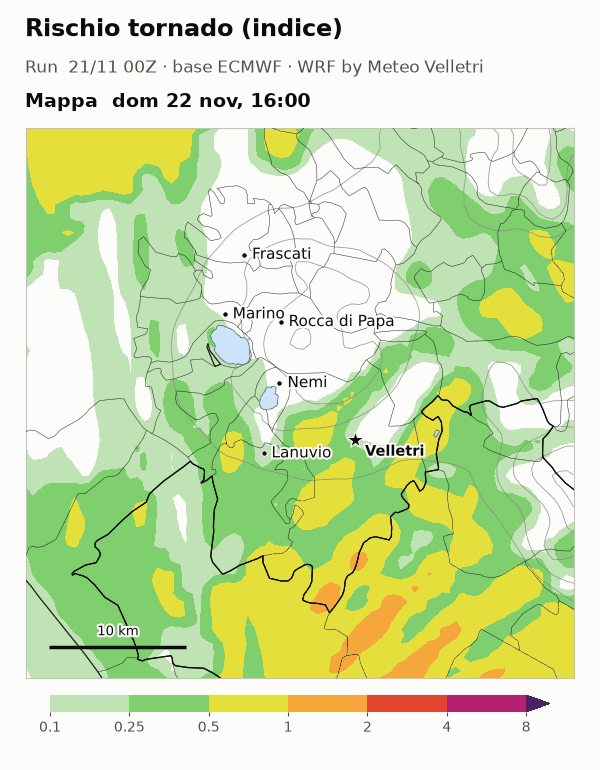 Rischio tornado (indice)
Run  21/11 00Z · base ECMWF · WRF by Meteo Velletri
Mappa  dom 22 nov, 16:00
Frascati
Marino
Rocca di Papa
Nemi
Velletri
Lanuvio
10 km
0.1 0.25 0.5 1 2 4 8